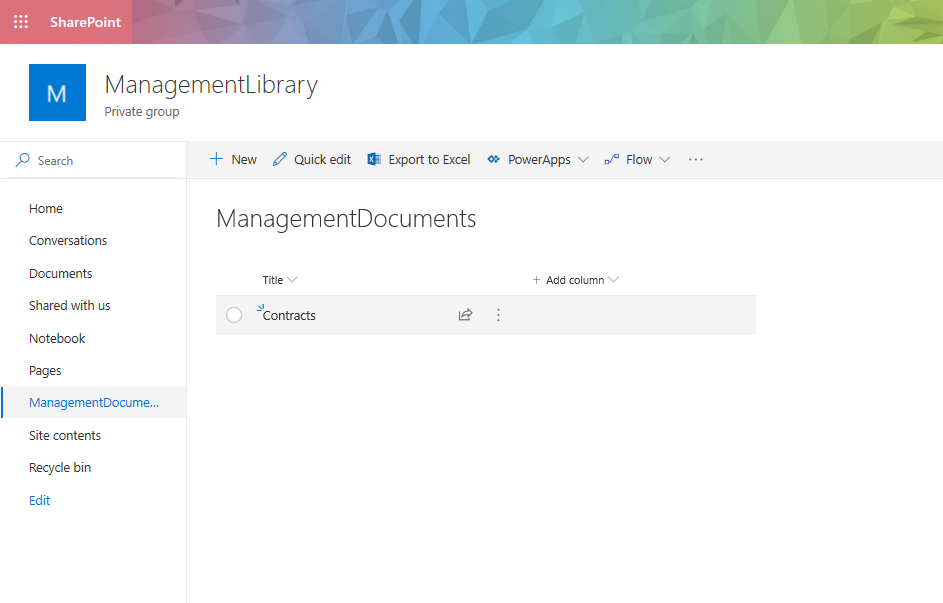 SharePoint
M
ManagementLibrary
Private group
Search
New Quick edit Export to Excel PowerApps Flow
Home
Conversations
Documents
Shared with us
Notebook
Pages
ManagementDocume...
Site contents
Recycle bin
Edit
ManagementDocuments
Title + Add column
Contracts